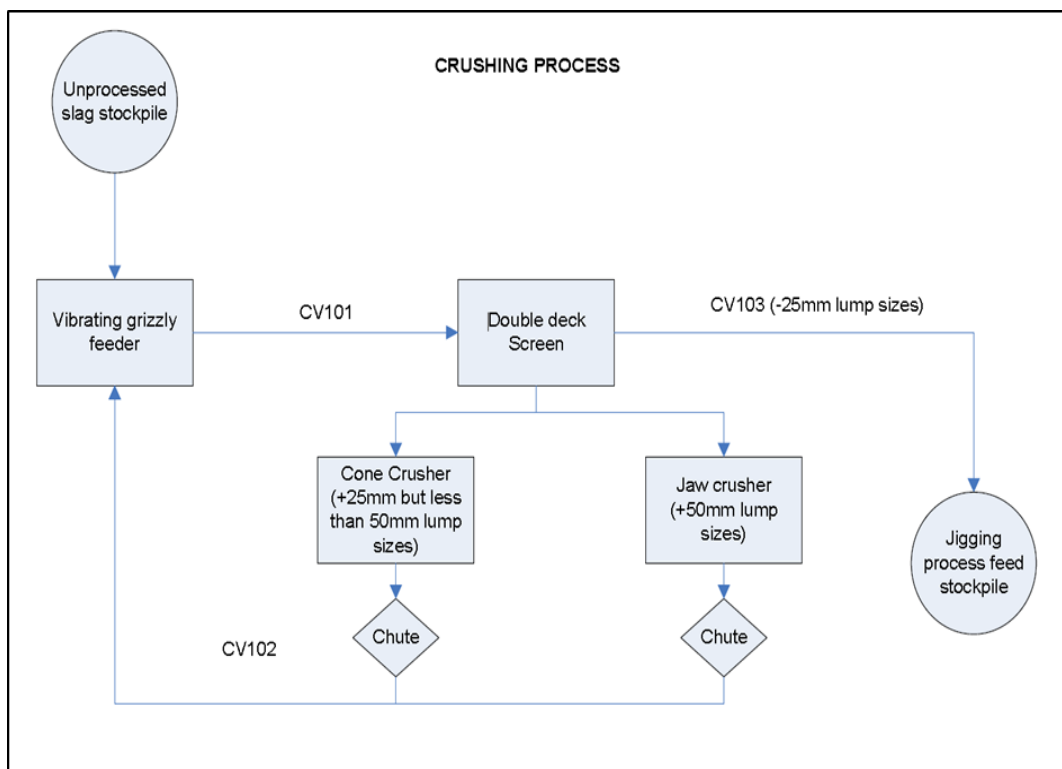 CRUSHING PROCESS
Unprocessed
slag stockpile
Vibrating grizzly
feeder
CV101
Double deck
Screen
CV103 (-25mm lump sizes)
Cone Crusher
(+25mm but less
than 50mm lump
sizes)
Jaw crusher
(+50mm lump
sizes)
Jigging
process feed
stockpile
Chute
Chute
CV102